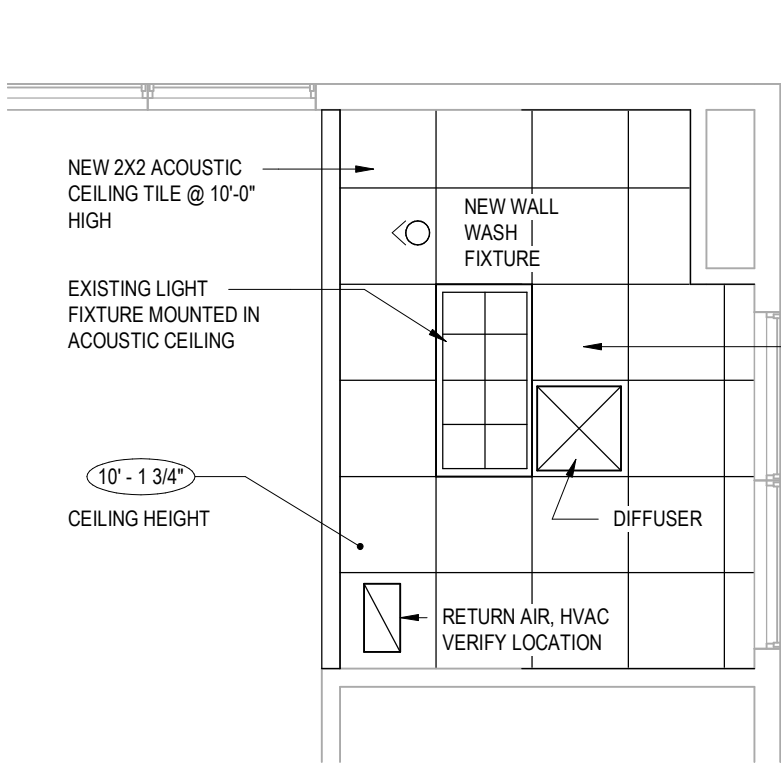 NEW 2X2 ACOUSTIC
CEILING TILE @ 10'-0"
HIGH
NEW WALL
WASH
FIXTURE
EXISTING LIGHT
FIXTURE MOUNTED IN
ACOUSTIC CEILING
10' - 1 3/4"
CEILING HEIGHT
DIFFUSER
RETURN AIR, HVAC
VERIFY LOCATION